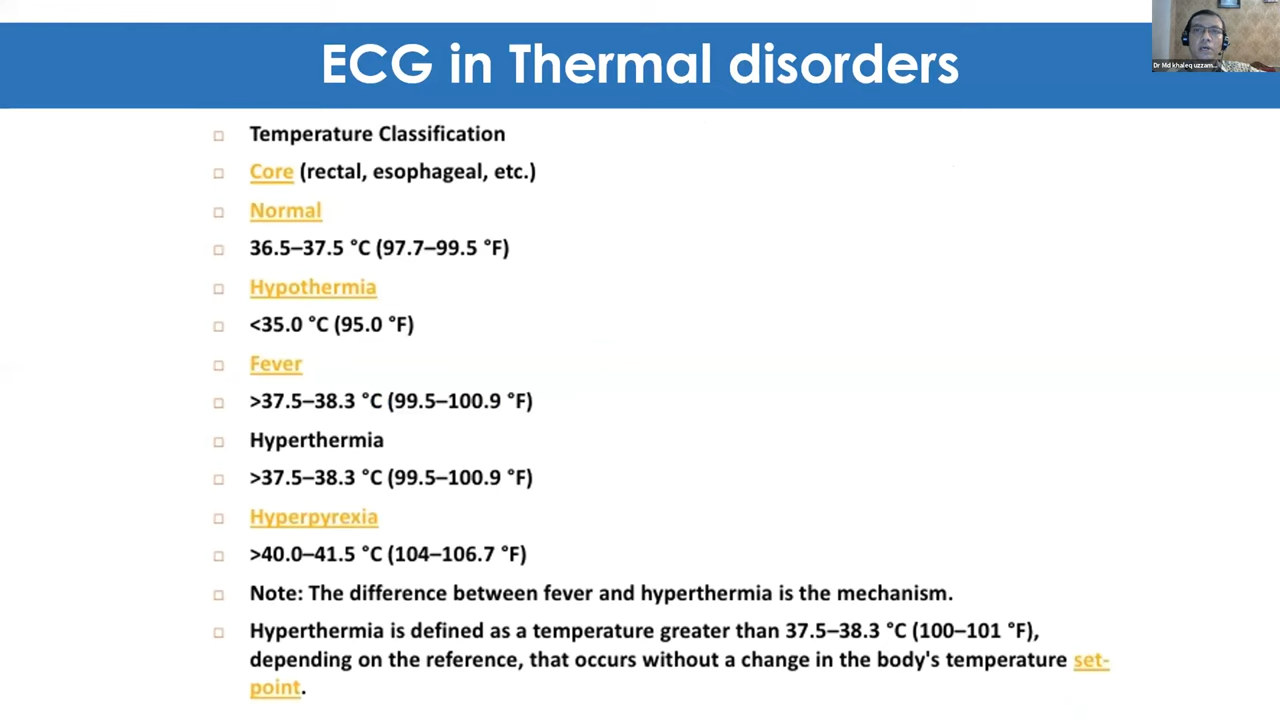 ECG in Thermal disorders
Dr Md khaleq uzzam...
Temperature Classification
Core (rectal, esophageal, etc.)
Normal
36.5–37.5 °C (97.7–99.5 °F)
Hypothermia
<35.0 °C (95.0 °F)
Fever
>37.5–38.3 °C (99.5–100.9 °F)
Hyperthermia
>37.5–38.3 °C (99.5–100.9 °F)
Hyperpyrexia
>40.0–41.5 °C (104–106.7 °F)
Note: The difference between fever and hyperthermia is the mechanism.
Hyperthermia is defined as a temperature greater than 37.5–38.3 °C (100–101 °F),
depending on the reference, that occurs without a change in the body's temperature set-
point.